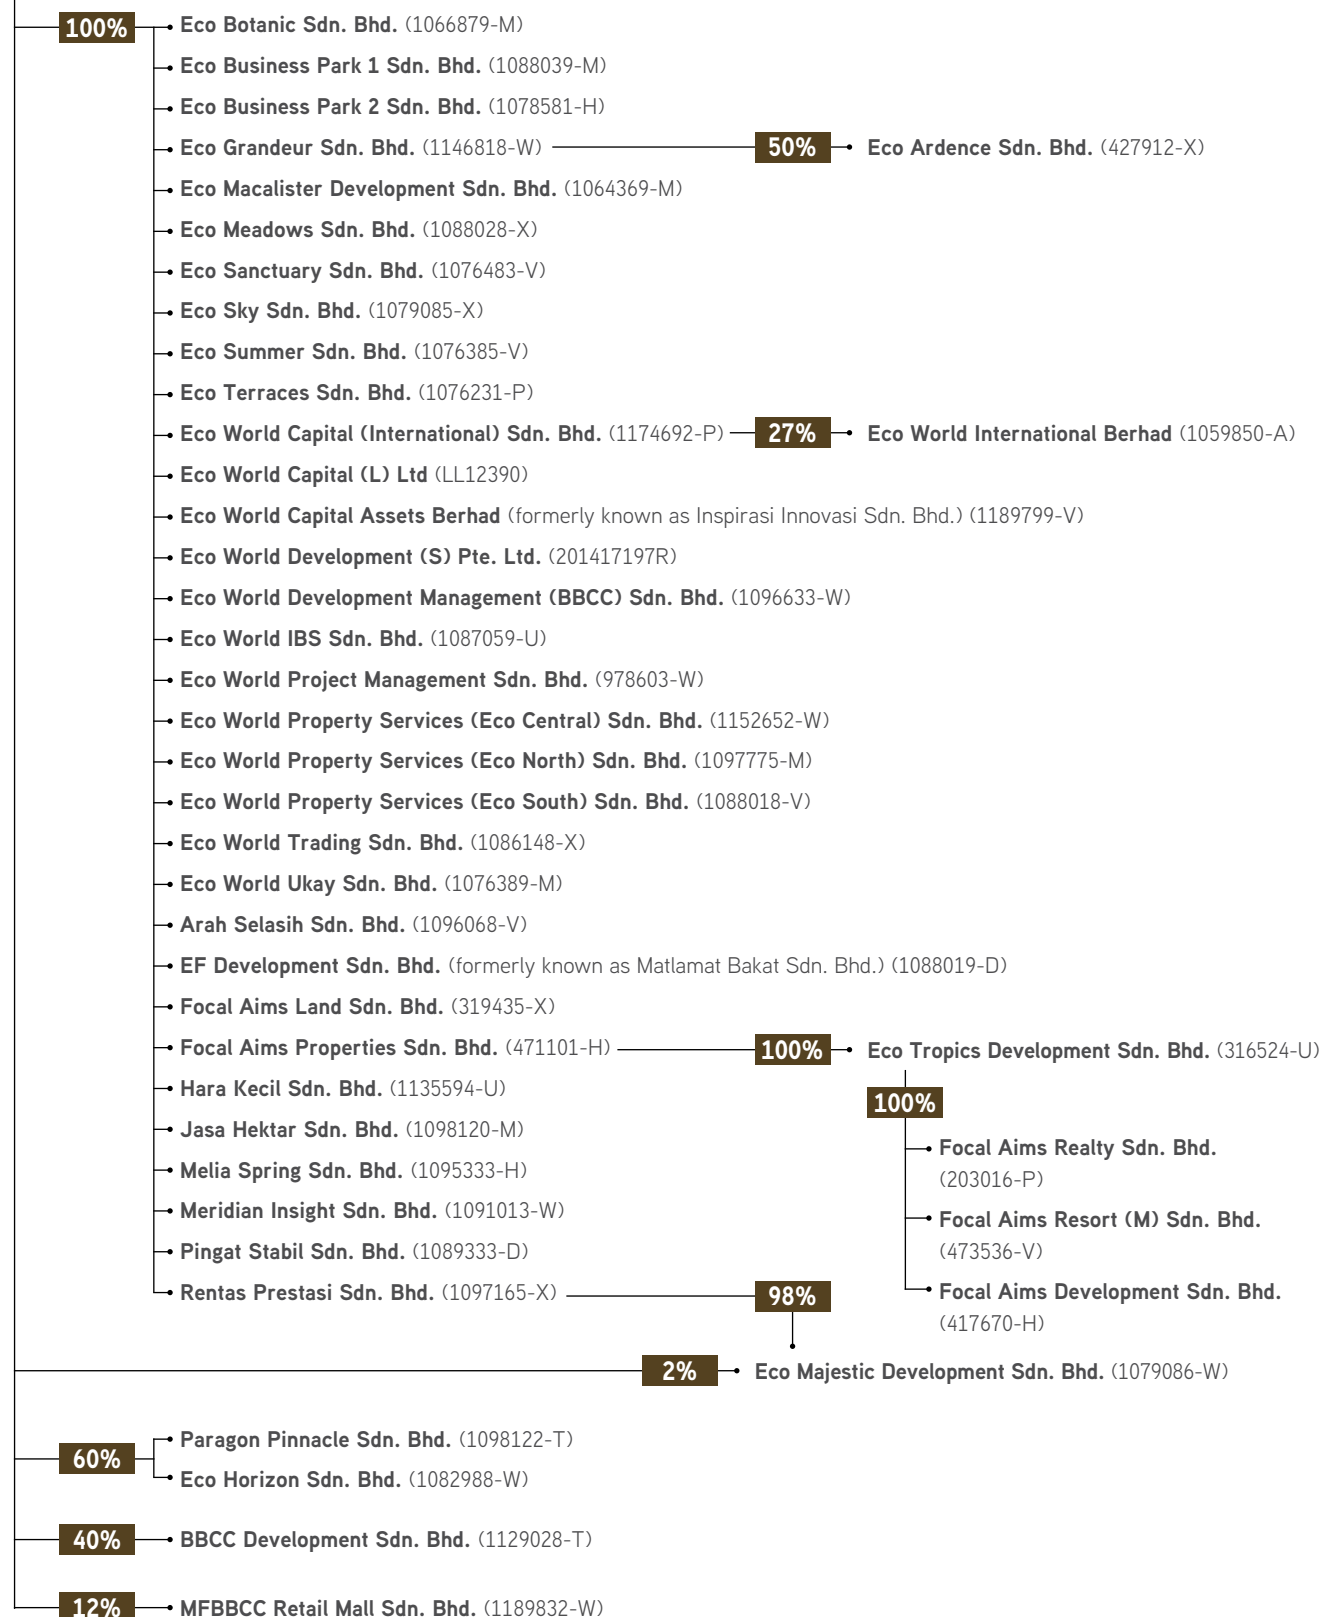 100%
Eco Botanic Sdn. Bhd. (1066879-M)
Eco Business Park 1 Sdn. Bhd. (1088039-M)
Eco Business Park 2 Sdn. Bhd. (1078581-H)
Eco Grandeur Sdn. Bhd. (1146818-W) 50% Eco Ardence Sdn. Bhd. (427912-X)
Eco Macalister Development Sdn. Bhd. (1064369-M)
Eco Meadows Sdn. Bhd. (1088028-X)
Eco Sanctuary Sdn. Bhd. (1076483-V)
Eco Sky Sdn. Bhd. (1079085-X)
Eco Summer Sdn. Bhd. (1076385-V)
Eco Terraces Sdn. Bhd. (1076231-P)
Eco World Capital (International) Sdn. Bhd. (1174692-P) 27% Eco World International Berhad (1059850-A)
Eco World Capital (L) Ltd (LL12390)
Eco World Capital Assets Berhad (formerly known as Inspirasi Innovasi Sdn. Bhd.) (1189799-V)
Eco World Development (S) Pte. Ltd. (201417197R)
Eco World Development Management (BBCC) Sdn. Bhd. (1096633-W)
Eco World IBS Sdn. Bhd. (1087059-U)
Eco World Project Management Sdn. Bhd. (978603-W)
Eco World Property Services (Eco Central) Sdn. Bhd. (1152652-W)
Eco World Property Services (Eco North) Sdn. Bhd. (1097775-M)
Eco World Property Services (Eco South) Sdn. Bhd. (1088018-V)
Eco World Trading Sdn. Bhd. (1086148-X)
Eco World Ukay Sdn. Bhd. (1076389-M)
Arah Selasih Sdn. Bhd. (1096068-V)
EF Development Sdn. Bhd. (formerly known as Matlamat Bakat Sdn. Bhd.) (1088019-D)
Focal Aims Land Sdn. Bhd. (319435-X)
Focal Aims Properties Sdn. Bhd. (471101-H) 100% Eco Tropics Development Sdn. Bhd. (316524-U)
Hara Kecil Sdn. Bhd. (1135594-U)
100%
Jasa Hektar Sdn. Bhd. (1098120-M)
Focal Aims Realty Sdn. Bhd.
(203016-P)
Melia Spring Sdn. Bhd. (1095333-H)
Meridian Insight Sdn. Bhd. (1091013-W)
Focal Aims Resort (M) Sdn. Bhd.
(473536-V)
Pingat Stabil Sdn. Bhd. (1089333-D)
Rentas Prestasi Sdn. Bhd. (1097165-X) 98%
Focal Aims Development Sdn. Bhd.
(417670-H)
2% Eco Majestic Development Sdn. Bhd. (1079086-W)
60%
Paragon Pinnacle Sdn. Bhd. (1098122-T)
Eco Horizon Sdn. Bhd. (1082988-W)
40% BBCC Development Sdn. Bhd. (1129028-T)
12% MFBBCC Retail Mall Sdn. Bhd. (1189832-W)